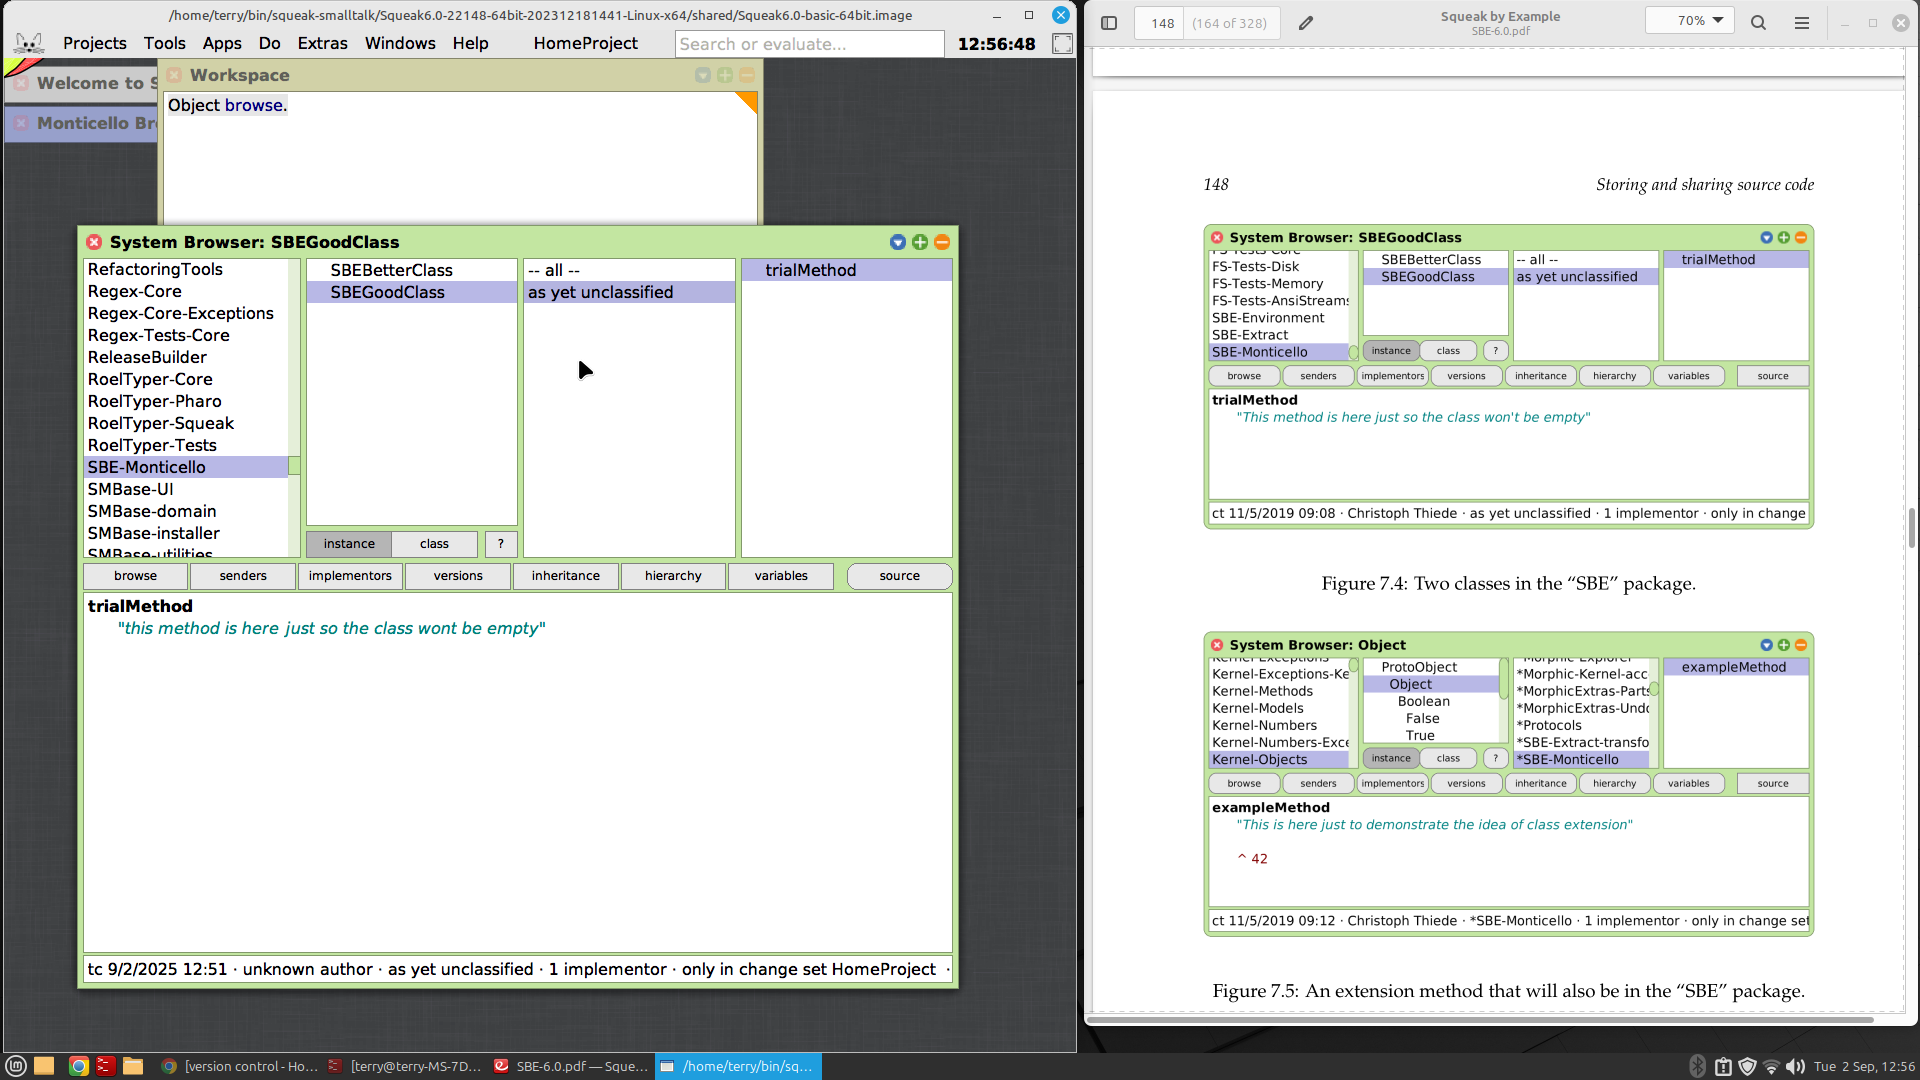 /home/terry/bin/squeak-smalltalk/Squeak6.0-22148-64bit-202312181441-Linux-x64/shared/Squeak6.0-basic-64bit.image
Projects Tools Apps Do Extras Windows Help HomeProject Search or evaluate... 12:56:48
Welcome to S
Monticello Bro
Workspace
Object browse.
System Browser: SBEGoodClass
RefactoringTools
Regex-Core
Regex-Core-Exceptions
Regex-Tests-Core
ReleaseBuilder
RoelTyper-Core
RoelTyper-Pharo
RoelTyper-Squeak
RoelTyper-Tests
SBE-Monticello
SMBase-UI
SMBase-domain
SMBase-installer
SMBase-utilities
SBEBetterClass
SBEGoodClass
instance class ?
-- all --
as yet unclassified
trialMethod
browse senders implementors versions inheritance hierarchy variables source
trialMethod
"this method is here just so the class wont be empty"
tc 9/2/2025 12:51 · unknown author · as yet unclassified · 1 implementor · only in change set HomeProject ·
148 (164 of 328)
Squeak by Example
SBE-6.0.pdf
70%
148 Storing and sharing source code
System Browser: SBEGoodClass
FS-Tests-Core
FS-Tests-Disk
FS-Tests-Memory
FS-Tests-AnsiStreams
SBE-Environment
SBE-Extract
SBE-Monticello
SBEBetterClass
SBEGoodClass
instance class ?
-- all --
as yet unclassified
trialMethod
browse senders implementors versions inheritance hierarchy variables source
trialMethod
"This method is here just so the class won't be empty"
ct 11/5/2019 09:08 · Christoph Thiede · as yet unclassified · 1 implementor · only in change
Figure 7.4: Two classes in the “SBE” package.
System Browser: Object
Kernel-Exceptions
Kernel-Exceptions-Ke
Kernel-Methods
Kernel-Models
Kernel-Numbers
Kernel-Numbers-Exce
Kernel-Objects
ProtoObject
Object
Boolean
False
True
instance class ?
*Morphic-Explorer
*Morphic-Kernel-acc
*MorphicExtras-Parts
*MorphicExtras-Undo
*Protocols
*SBE-Extract-transfo
*SBE-Monticello
exampleMethod
browse senders implementors versions inheritance hierarchy variables source
exampleMethod
"This is here just to demonstrate the idea of class extension"
^ 42
ct 11/5/2019 09:12 · Christoph Thiede · *SBE-Monticello · 1 implementor · only in change set
Figure 7.5: An extension method that will also be in the “SBE” package.
[version control - Ho... [terry@terry-MS-7D... SBE-6.0.pdf — Sque... /home/terry/bin/sq... Tue 2 Sep, 12:56